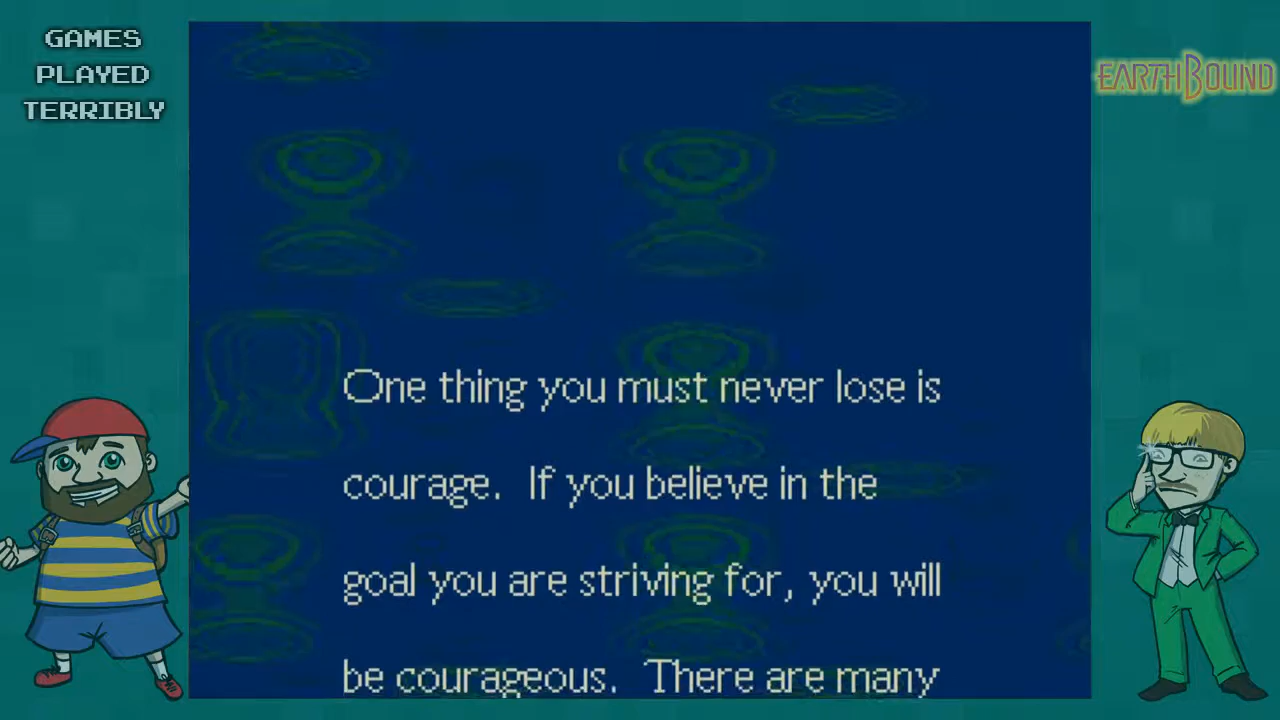 GAMES
PLAYED
TERRIBLY
EARTHBOUND
One thing you must never lose is
courage. If you believe in the
goal you are striving for, you will
be courageous. There are many